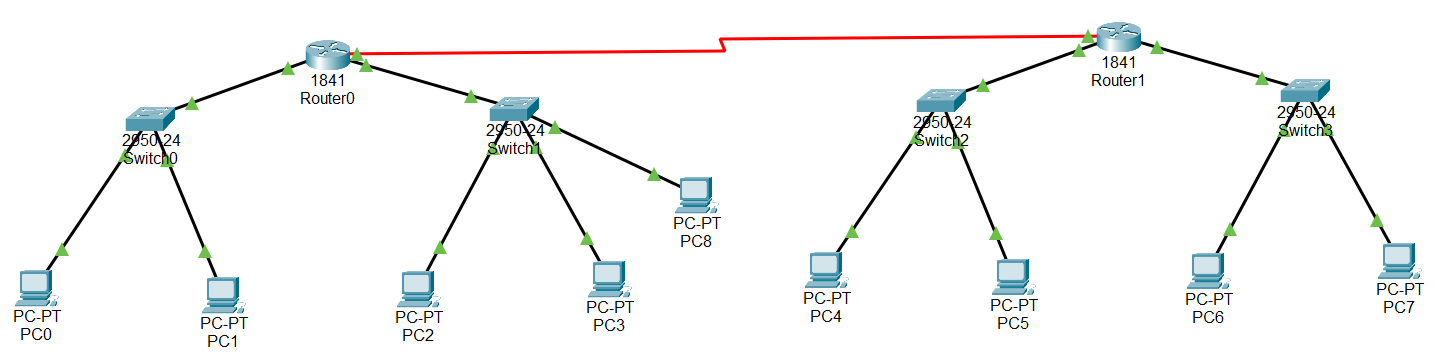 1841
Router0
1841
Router1
2950-24
Switch0
2950-24
Switch1
2950-24
Switch2
2950-24
Switch3
PC-PT
PC8
PC-PT
PC0
PC-PT
PC1
PC-PT
PC2
PC-PT
PC3
PC-PT
PC4
PC-PT
PC5
PC-PT
PC6
PC-PT
PC7